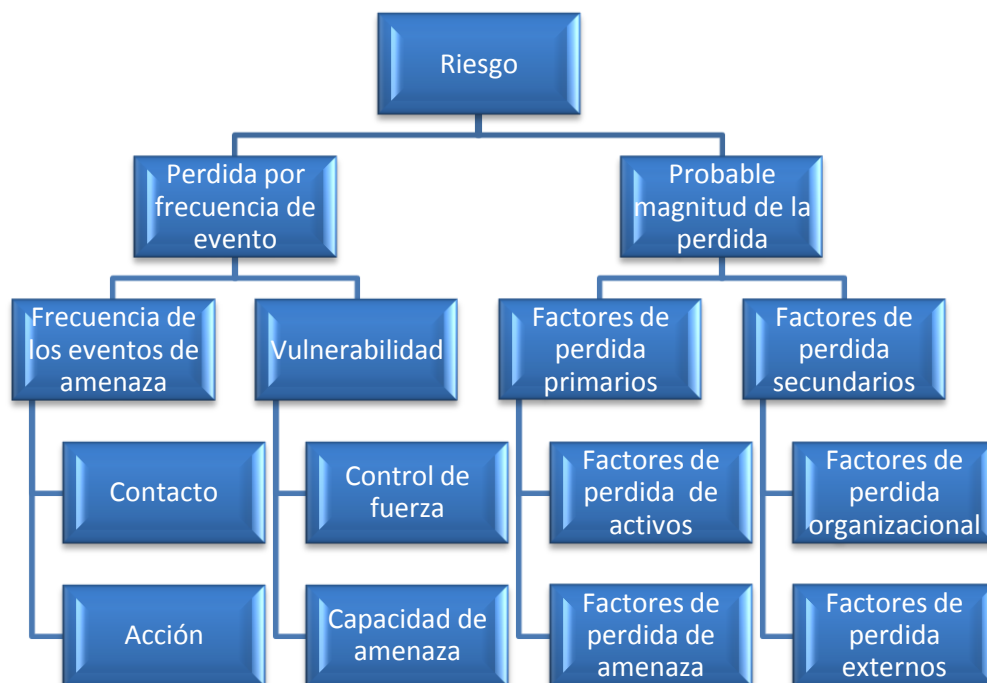 Riesgo
Perdida por
frecuencia de
evento
Probable
magnitud de la
perdida
Frecuencia de
los eventos de
amenaza
Vulnerabilidad
Factores de
perdida
primarios
Factores de
perdida
secundarios
Contacto
Control de
fuerza
Factores de
perdida de
activos
Factores de
perdida
organizacional
Acción
Capacidad de
amenaza
Factores de
perdida de
amenaza
Factores de
perdida
externos